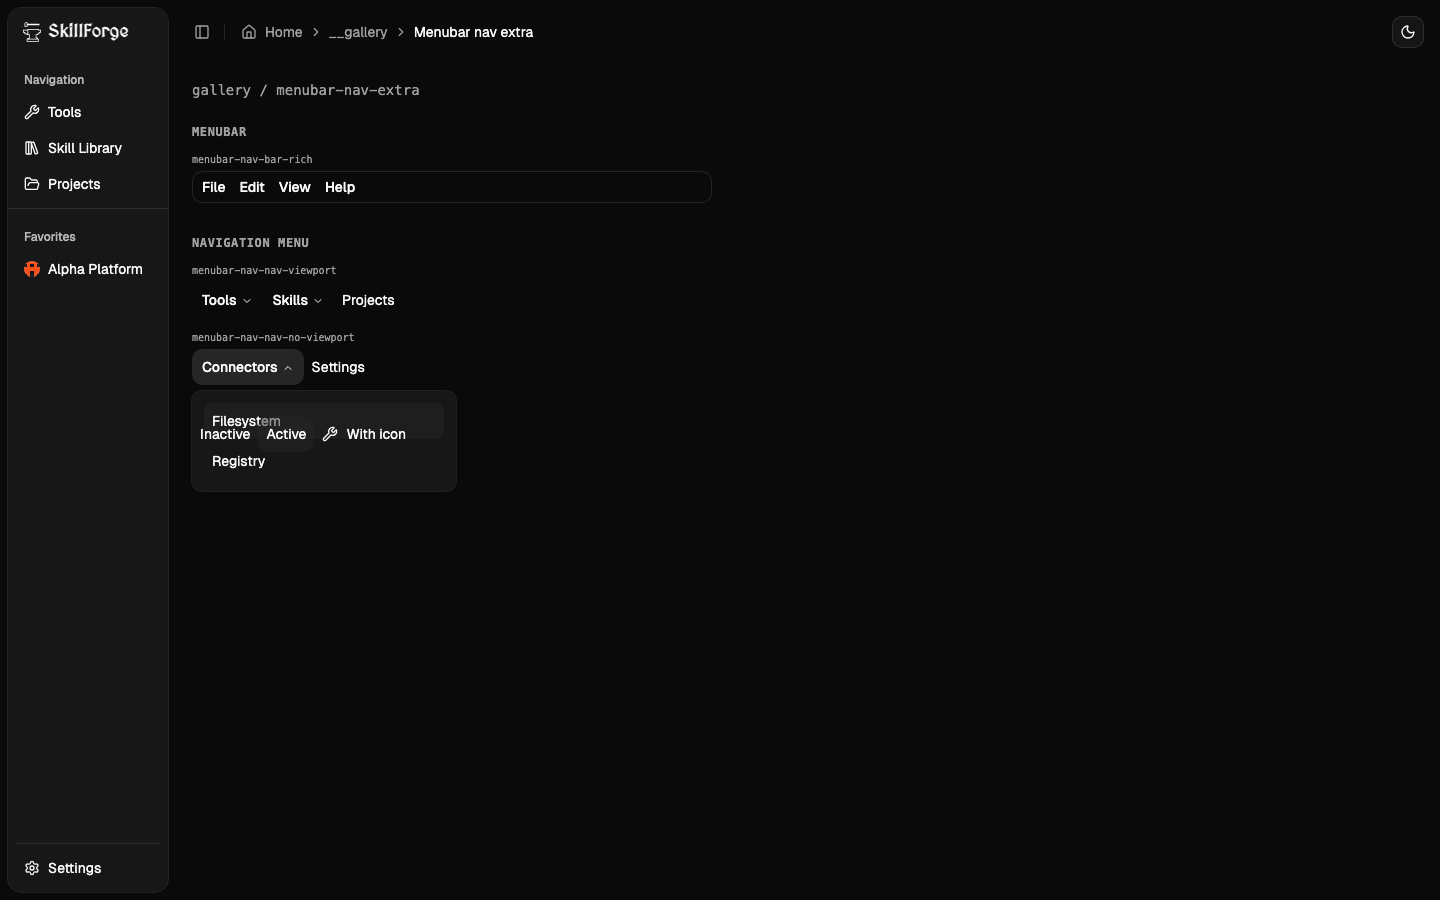 SkillForge
Navigation
Tools
Skill Library
Projects
Favorites
Alpha Platform
Settings
Home > __gallery > Menubar nav extra
gallery / menubar-nav-extra
MENUBAR
menubar-nav-bar-rich
File Edit View Help
NAVIGATION MENU
menubar-nav-nav-viewport
Tools Skills Projects
menubar-nav-nav-no-viewport
Connectors Settings
Filesystem
Inactive Active With icon
Registry